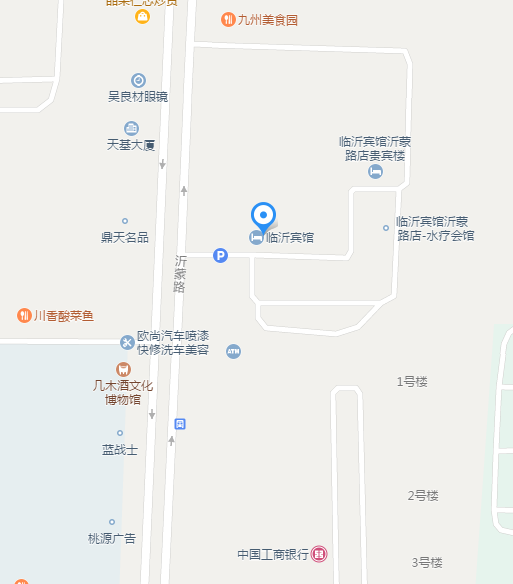 九州美食园
吴良材眼镜
天基大厦
临沂宾馆沂蒙
路店贵宾楼
鼎天名品
临沂宾馆
临沂宾馆沂蒙
路店-水疗会馆
P
沂蒙路
川香酸菜鱼
欧尚汽车喷漆
快修洗车美容
ATM
几木酒文化
博物馆
1号楼
蓝战士
2号楼
桃源广告
中国工商银行
3号楼